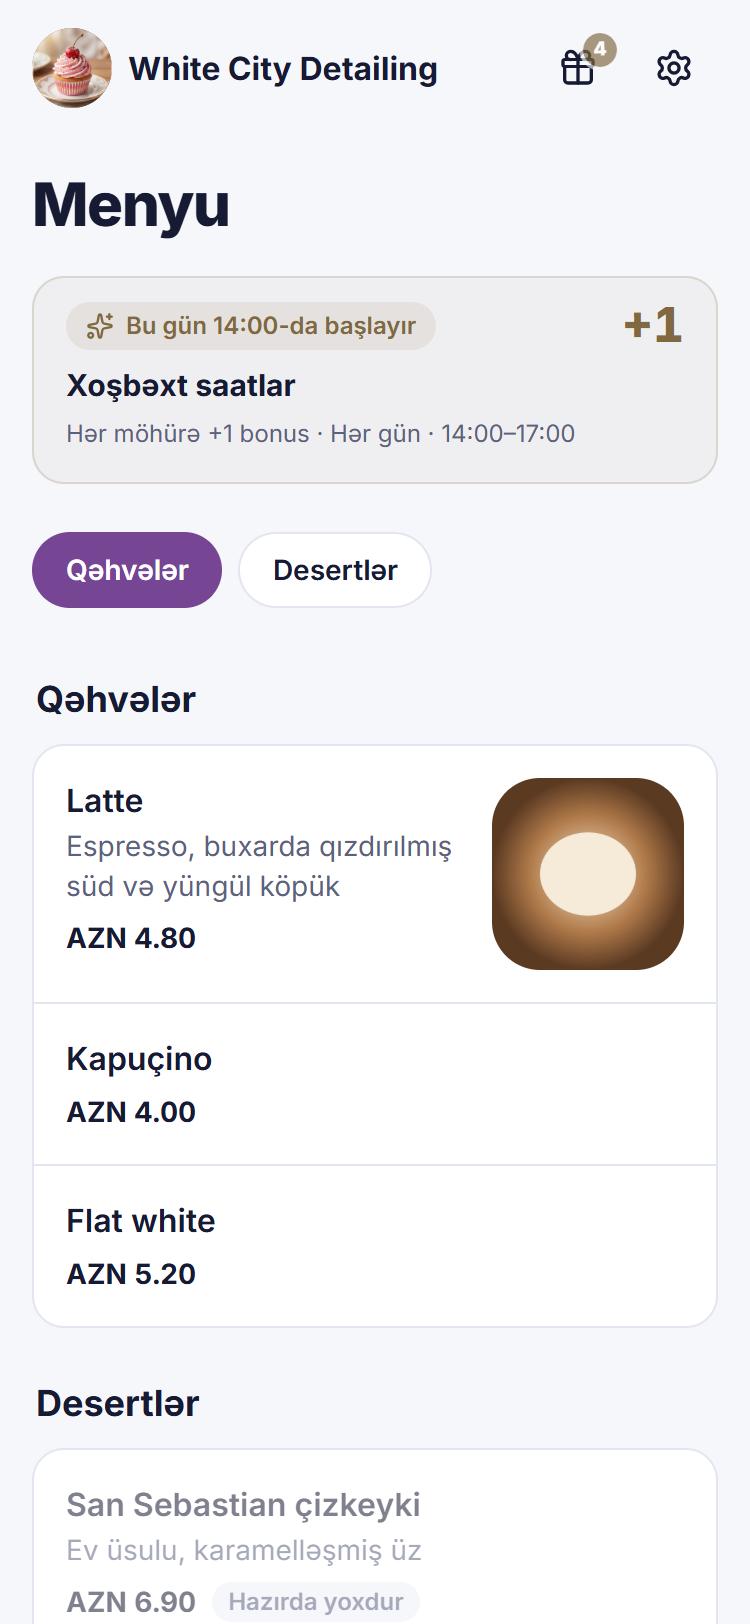 White City Detailing
4
Menyu
Bu gün 14:00-da başlayır
+1
Xoşbəxt saatlar
Hər möhürə +1 bonus · Hər gün · 14:00–17:00
Qəhvələr
Desertlər
Qəhvələr
Latte
Espresso, buxarda qızdırılmış
süd və yüngül köpük
AZN 4.80
Kapuçino
AZN 4.00
Flat white
AZN 5.20
Desertlər
San Sebastian çizkeyki
Ev üsulu, karamelləşmiş üz
AZN 6.90 Hazırda yoxdur